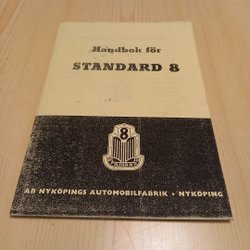 Handbok för
STANDARD 8
8
AB NYKÖPINGS AUTOMOBILFABRIK • NYKÖPING